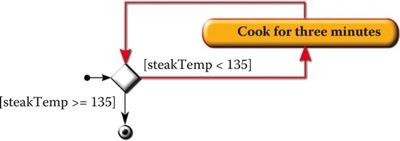 Cook for three minutes
[steakTemp < 135]
[steakTemp >= 135]